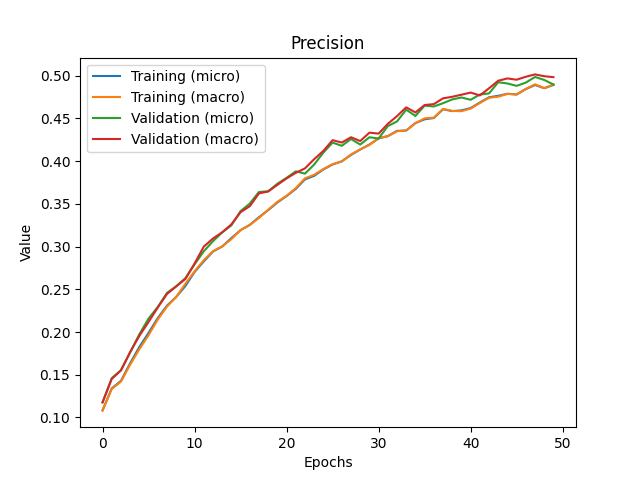 Precision
Training (micro)
Training (macro)
Validation (micro)
Validation (macro)
0.50
0.45
0.40
0.35
0.30
0.25
0.20
0.15
0.10
Value
0 10 20 30 40 50
Epochs